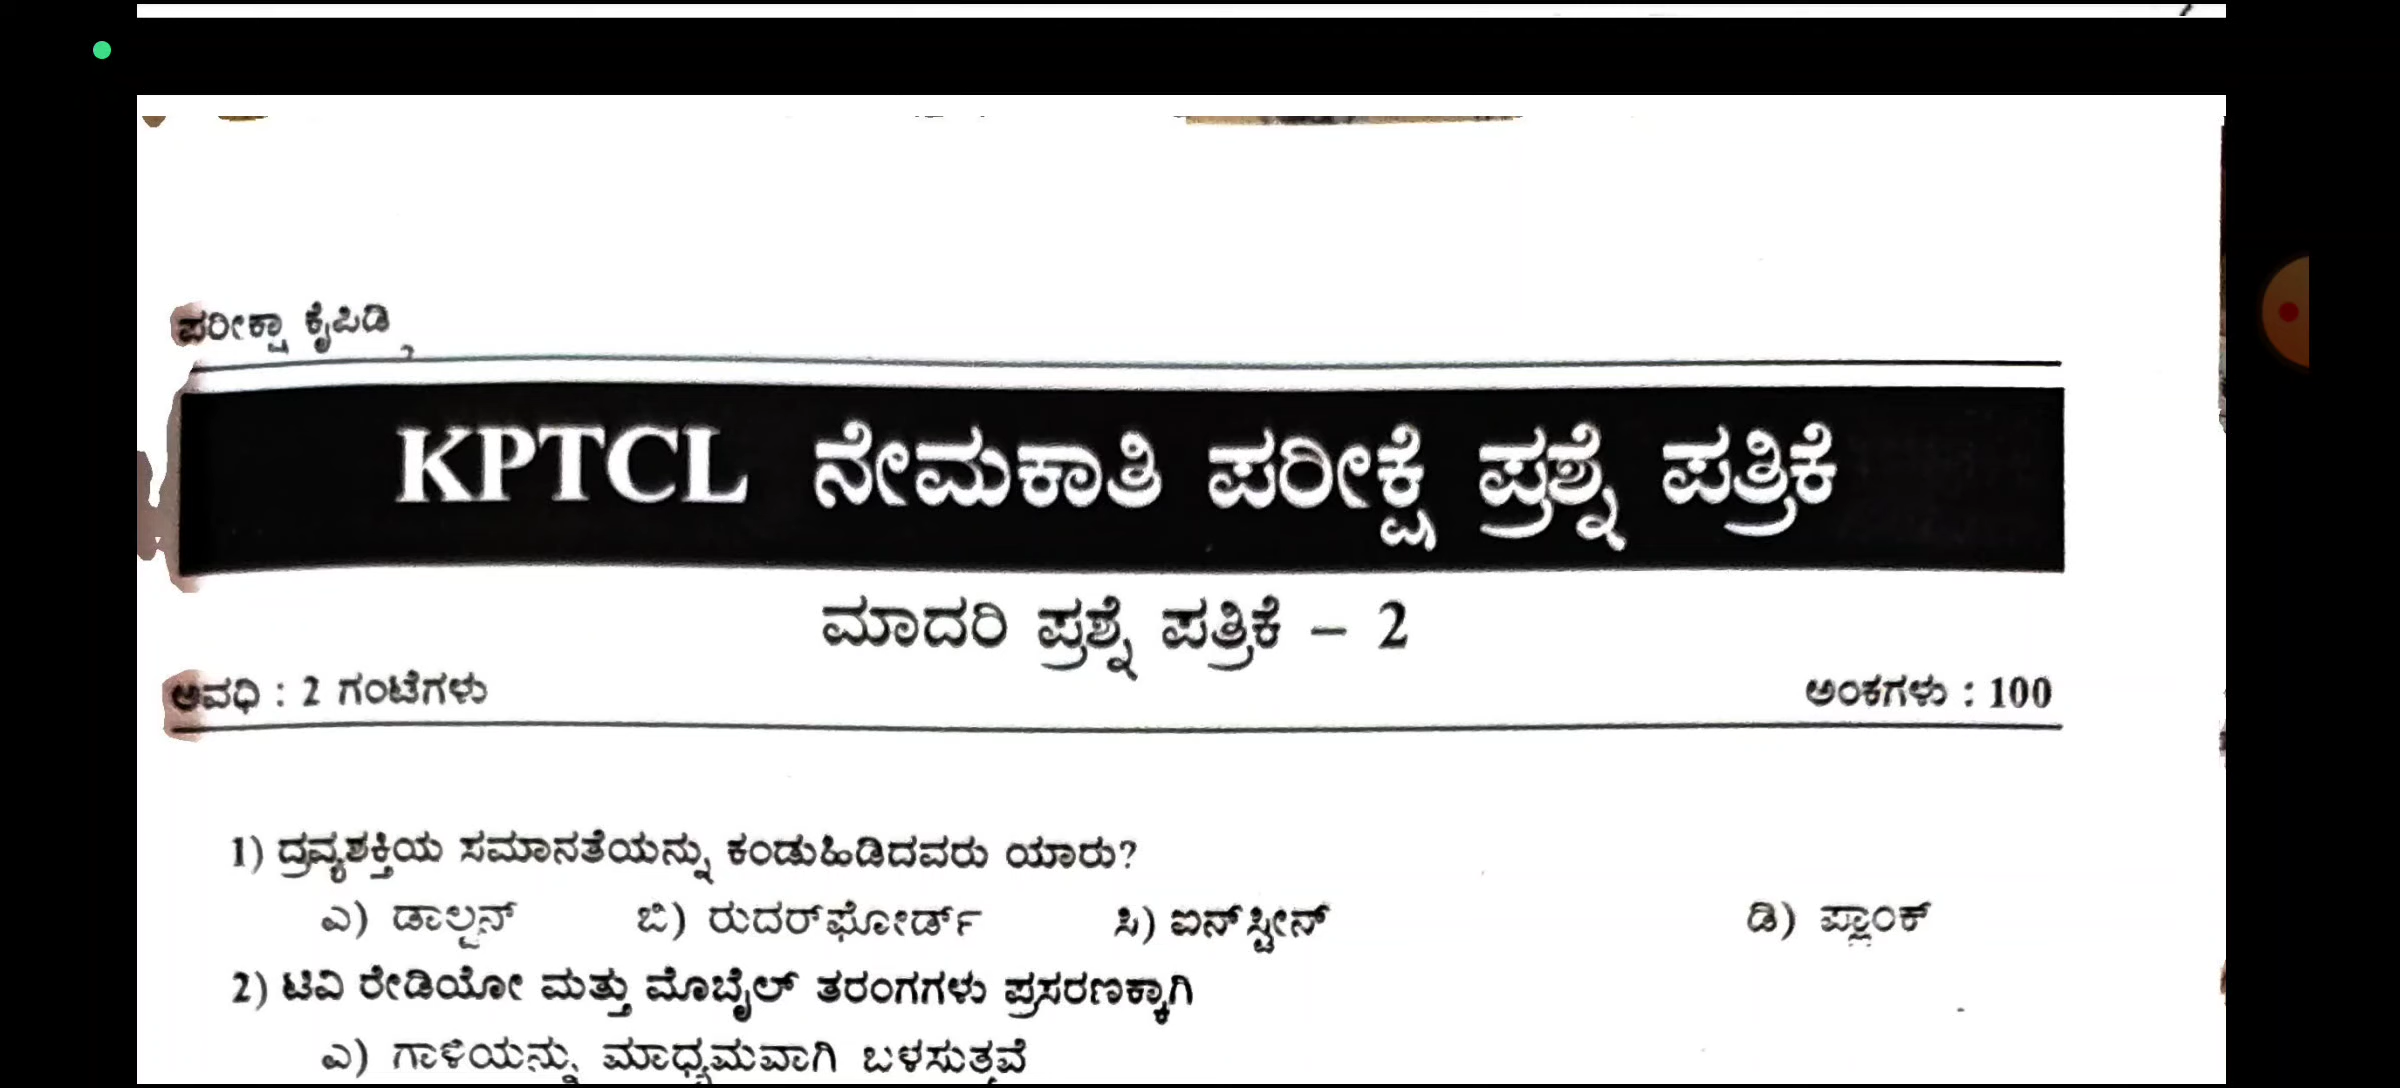 ಪರೀಕ್ಷಾ ಕೈಪಿಡಿ
KPTCL ನೇಮಕಾತಿ ಪರೀಕ್ಷೆ ಪ್ರಶ್ನೆ ಪತ್ರಿಕೆ
ಮಾದರಿ ಪ್ರಶ್ನೆ ಪತ್ರಿಕೆ – 2
ಅವಧಿ : 2 ಗಂಟೆಗಳು ಅಂಕಗಳು : 100
1) ದ್ರವ್ಯಶಕ್ತಿಯ ಸಮಾನತೆಯನ್ನು ಕಂಡುಹಿಡಿದವರು ಯಾರು?
ಎ) ಡಾಲ್ಟನ್ ಬಿ) ರುದರ್‌ಫೋರ್ಡ್ ಸಿ) ಐನ್‌ಸ್ಟೀನ್ ಡಿ) ಪ್ಲಾಂಕ್
2) ಟಿವಿ ರೇಡಿಯೋ ಮತ್ತು ಮೊಬೈಲ್ ತರಂಗಗಳು ಪ್ರಸರಣಕ್ಕಾಗಿ
ಎ) ಗಾಳಿಯನ್ನು ಮಾಧ್ಯಮವಾಗಿ ಬಳಸುತ್ತವೆ